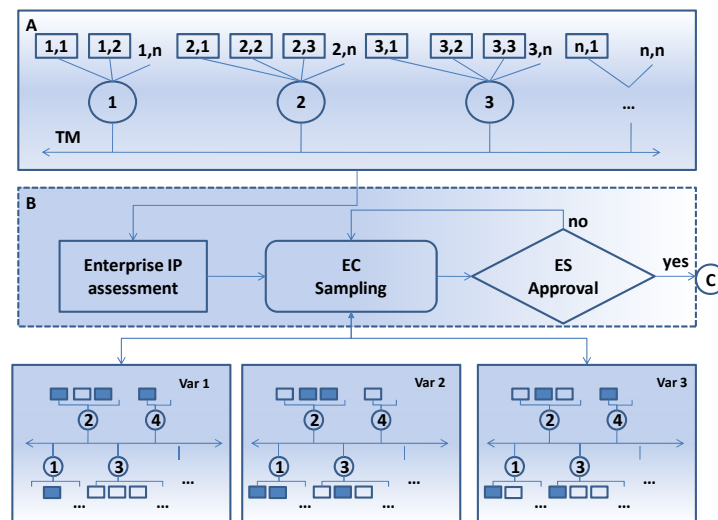 A
1,1 1,2 1,n 2,1 2,2 2,3 2,n 3,1 3,2 3,3 3,n n,1 n,n
1 2 3 ...
TM
B
no
Enterprise IP
assessment
EC
Sampling
ES
Approval
yes
C
Var 1
2 4
1 3 ...
... ...
Var 2
2 4
1 3 ...
... ...
Var 3
2 4
1 3 ...
... ...